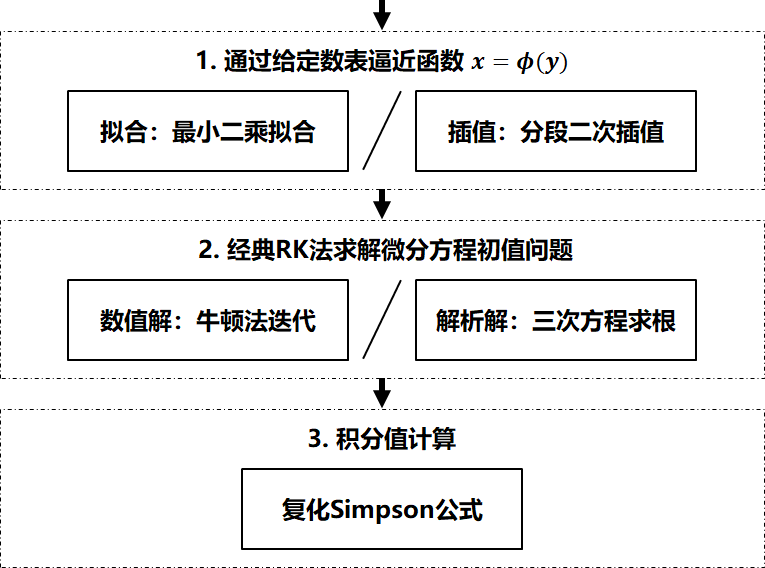 1. 通过给定数表逼近函数 x = ϕ(y)
拟合：最小二乘拟合
插值：分段二次插值
2. 经典RK法求解微分方程初值问题
数值解：牛顿法迭代
解析解：三次方程求根
3. 积分值计算
复化Simpson公式